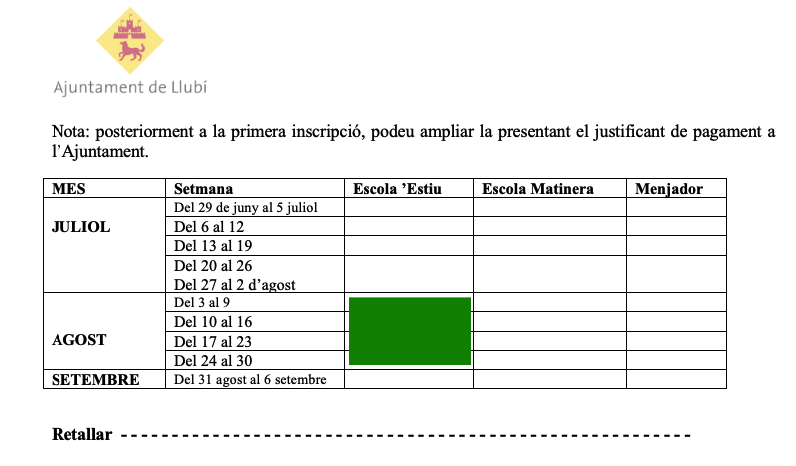 Ajuntament de Llubí
Nota: posteriorment a la primera inscripció, podeu ampliar la presentant el justificant de pagament a
l'Ajuntament.
MES Setmana Escola ’Estiu Escola Matinera Menjador
JULIOL
Del 29 de juny al 5 juliol
Del 6 al 12
Del 13 al 19
Del 20 al 26
Del 27 al 2 d’agost
AGOST
Del 3 al 9
Del 10 al 16
Del 17 al 23
Del 24 al 30
SETEMBRE Del 31 agost al 6 setembre
Retallar - - - - - - - - - - - - - - - - - - - - - - - - - - - - - - - - - - - - - - - - - - - - - - - - - - - - - - - -